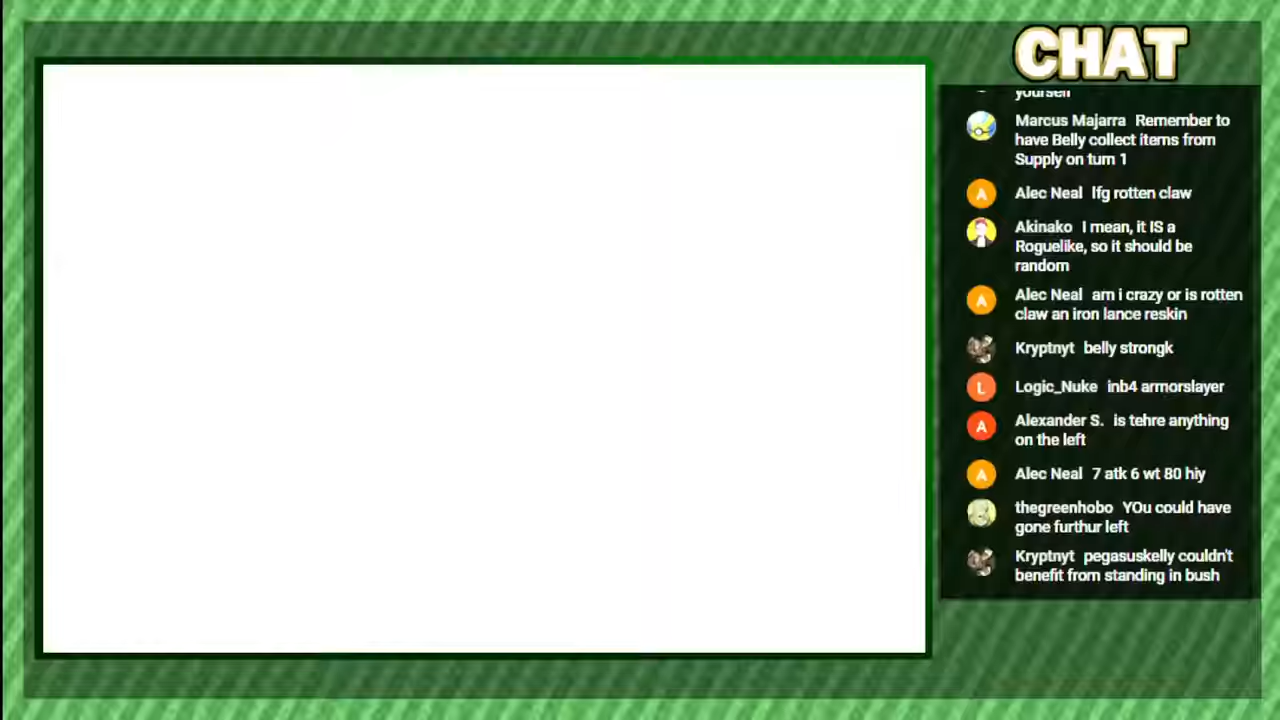 CHAT
yourself
Marcus Majarra Remember to
have Belly collect items from
Supply on turn 1
Alec Neal lfg rotten claw
Akinako I mean, it IS a
Roguelike, so it should be
random
Alec Neal am i crazy or is rotten
claw an iron lance reskin
Kryptnyt belly strongk
Logic_Nuke inb4 armorslayer
Alexander S. is tehre anything
on the left
Alec Neal 7 atk 6 wt 80 hiy
thegreenhobo YOu could have
gone furthur left
Kryptnyt pegasuskelly couldn't
benefit from standing in bush